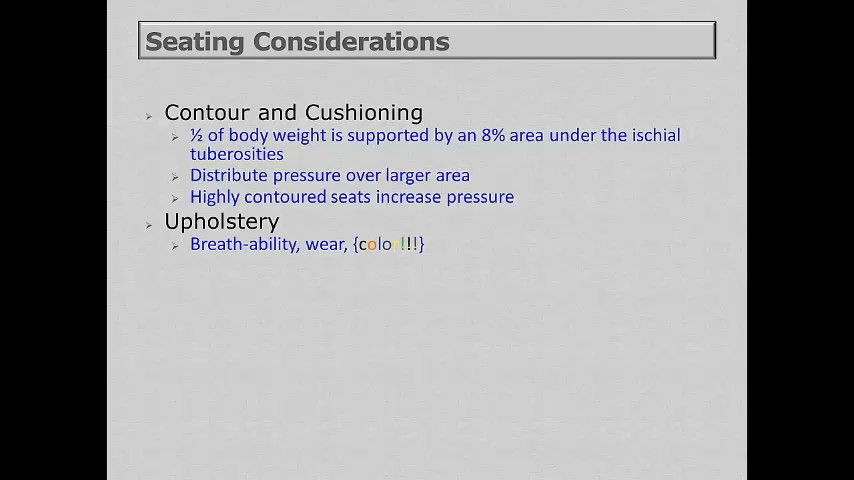 Seating Considerations
Contour and Cushioning
½ of body weight is supported by an 8% area under the ischial
tuberosities
Distribute pressure over larger area
Highly contoured seats increase pressure
Upholstery
Breath-ability, wear, {color!!!}